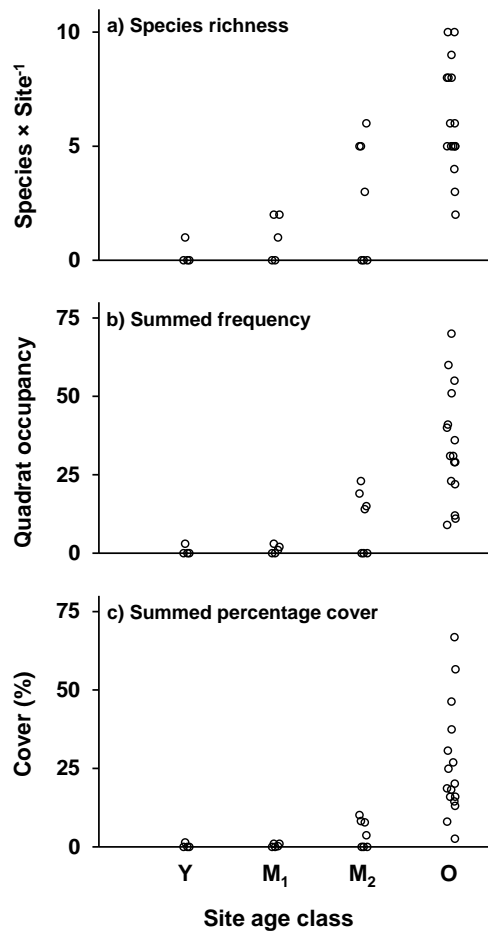 a) Species richness
10
5
0
Species × Site⁻¹
b) Summed frequency
75
50
25
0
Quadrat occupancy
c) Summed percentage cover
75
50
25
0
Cover (%)
Y M₁ M₂ O
Site age class